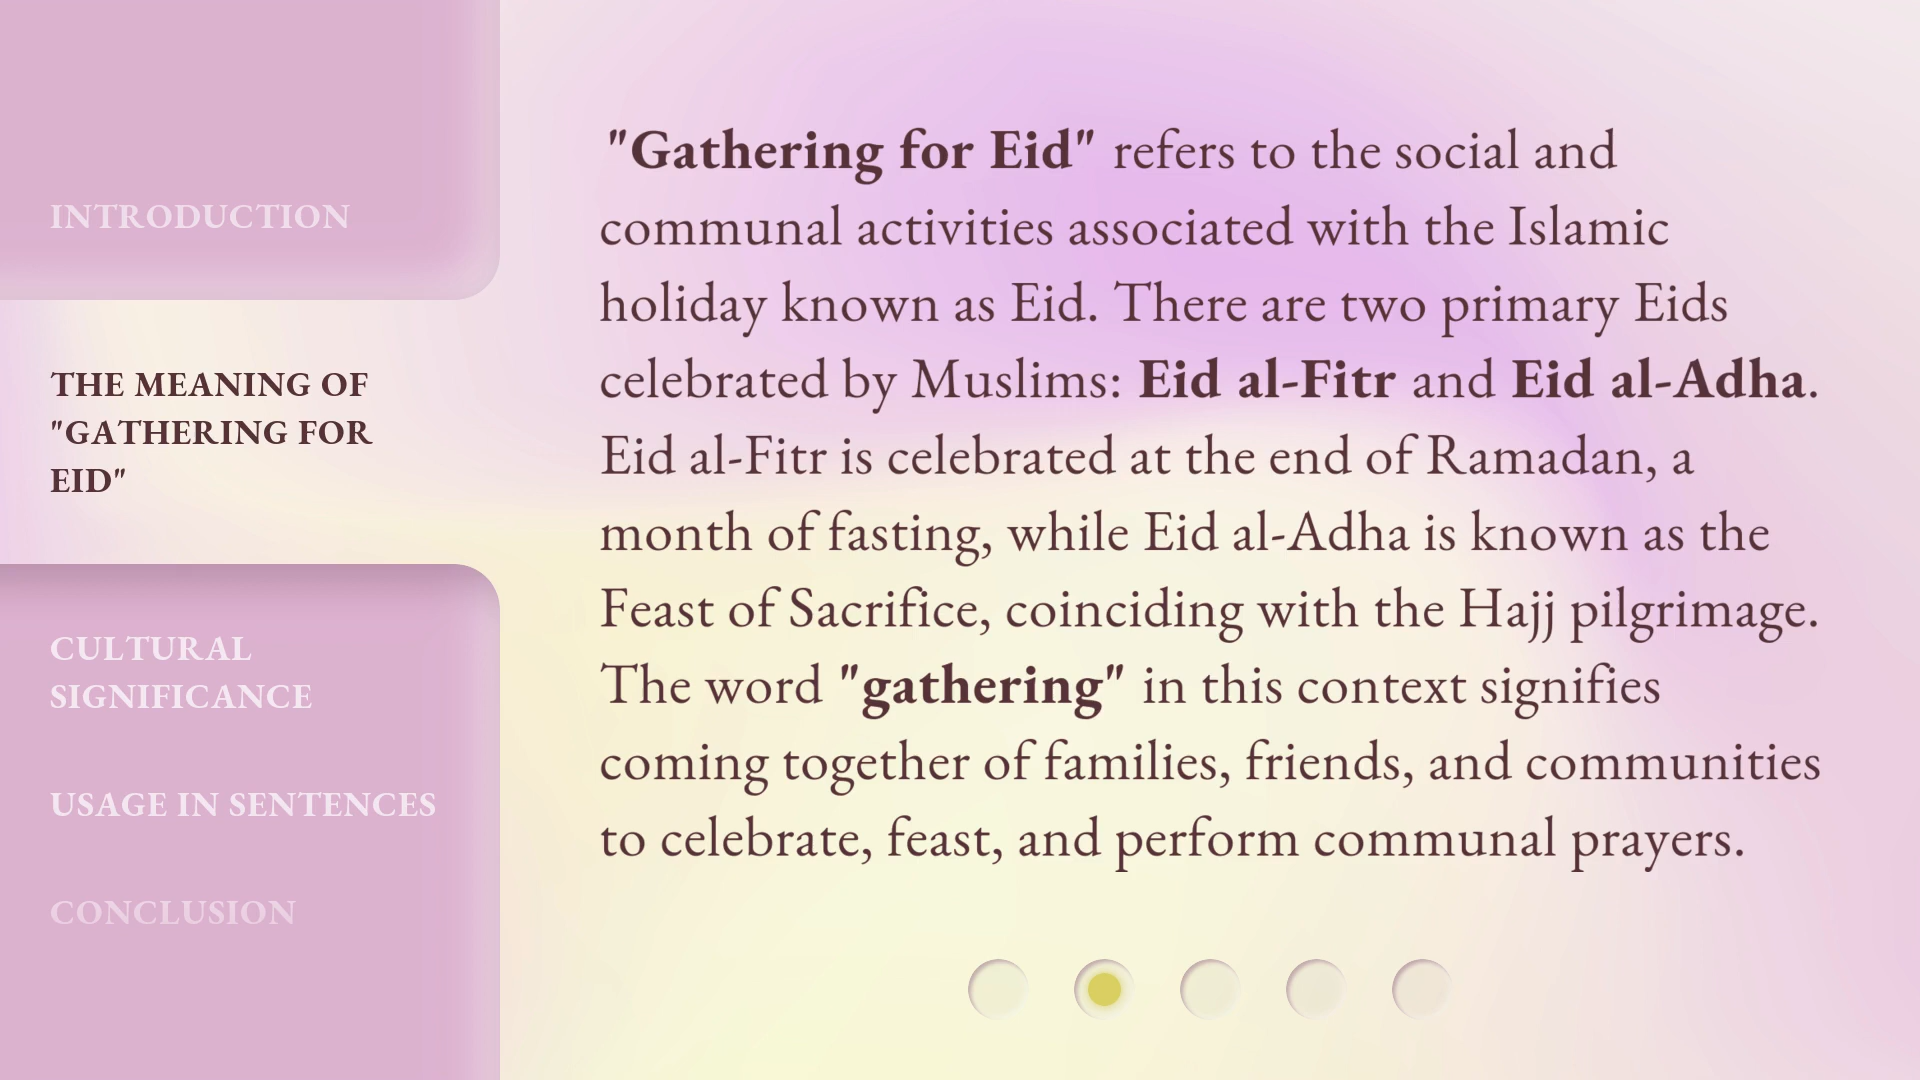 INTRODUCTION
THE MEANING OF
"GATHERING FOR
EID"
CULTURAL
SIGNIFICANCE
USAGE IN SENTENCES
CONCLUSION
"Gathering for Eid" refers to the social and
communal activities associated with the Islamic
holiday known as Eid. There are two primary Eids
celebrated by Muslims: Eid al-Fitr and Eid al-Adha.
Eid al-Fitr is celebrated at the end of Ramadan, a
month of fasting, while Eid al-Adha is known as the
Feast of Sacrifice, coinciding with the Hajj pilgrimage.
The word "gathering" in this context signifies
coming together of families, friends, and communities
to celebrate, feast, and perform communal prayers.